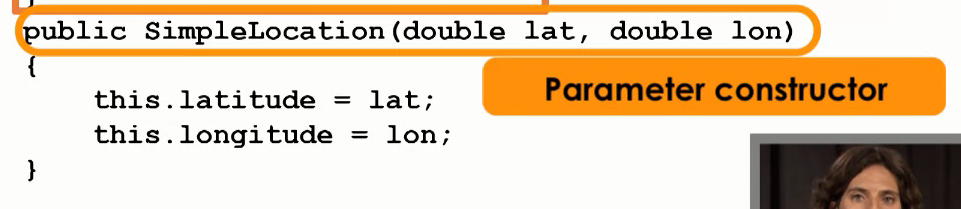 }
public SimpleLocation(double lat, double lon)
{
Parameter constructor
this.latitude = lat;
this.longitude = lon;
}